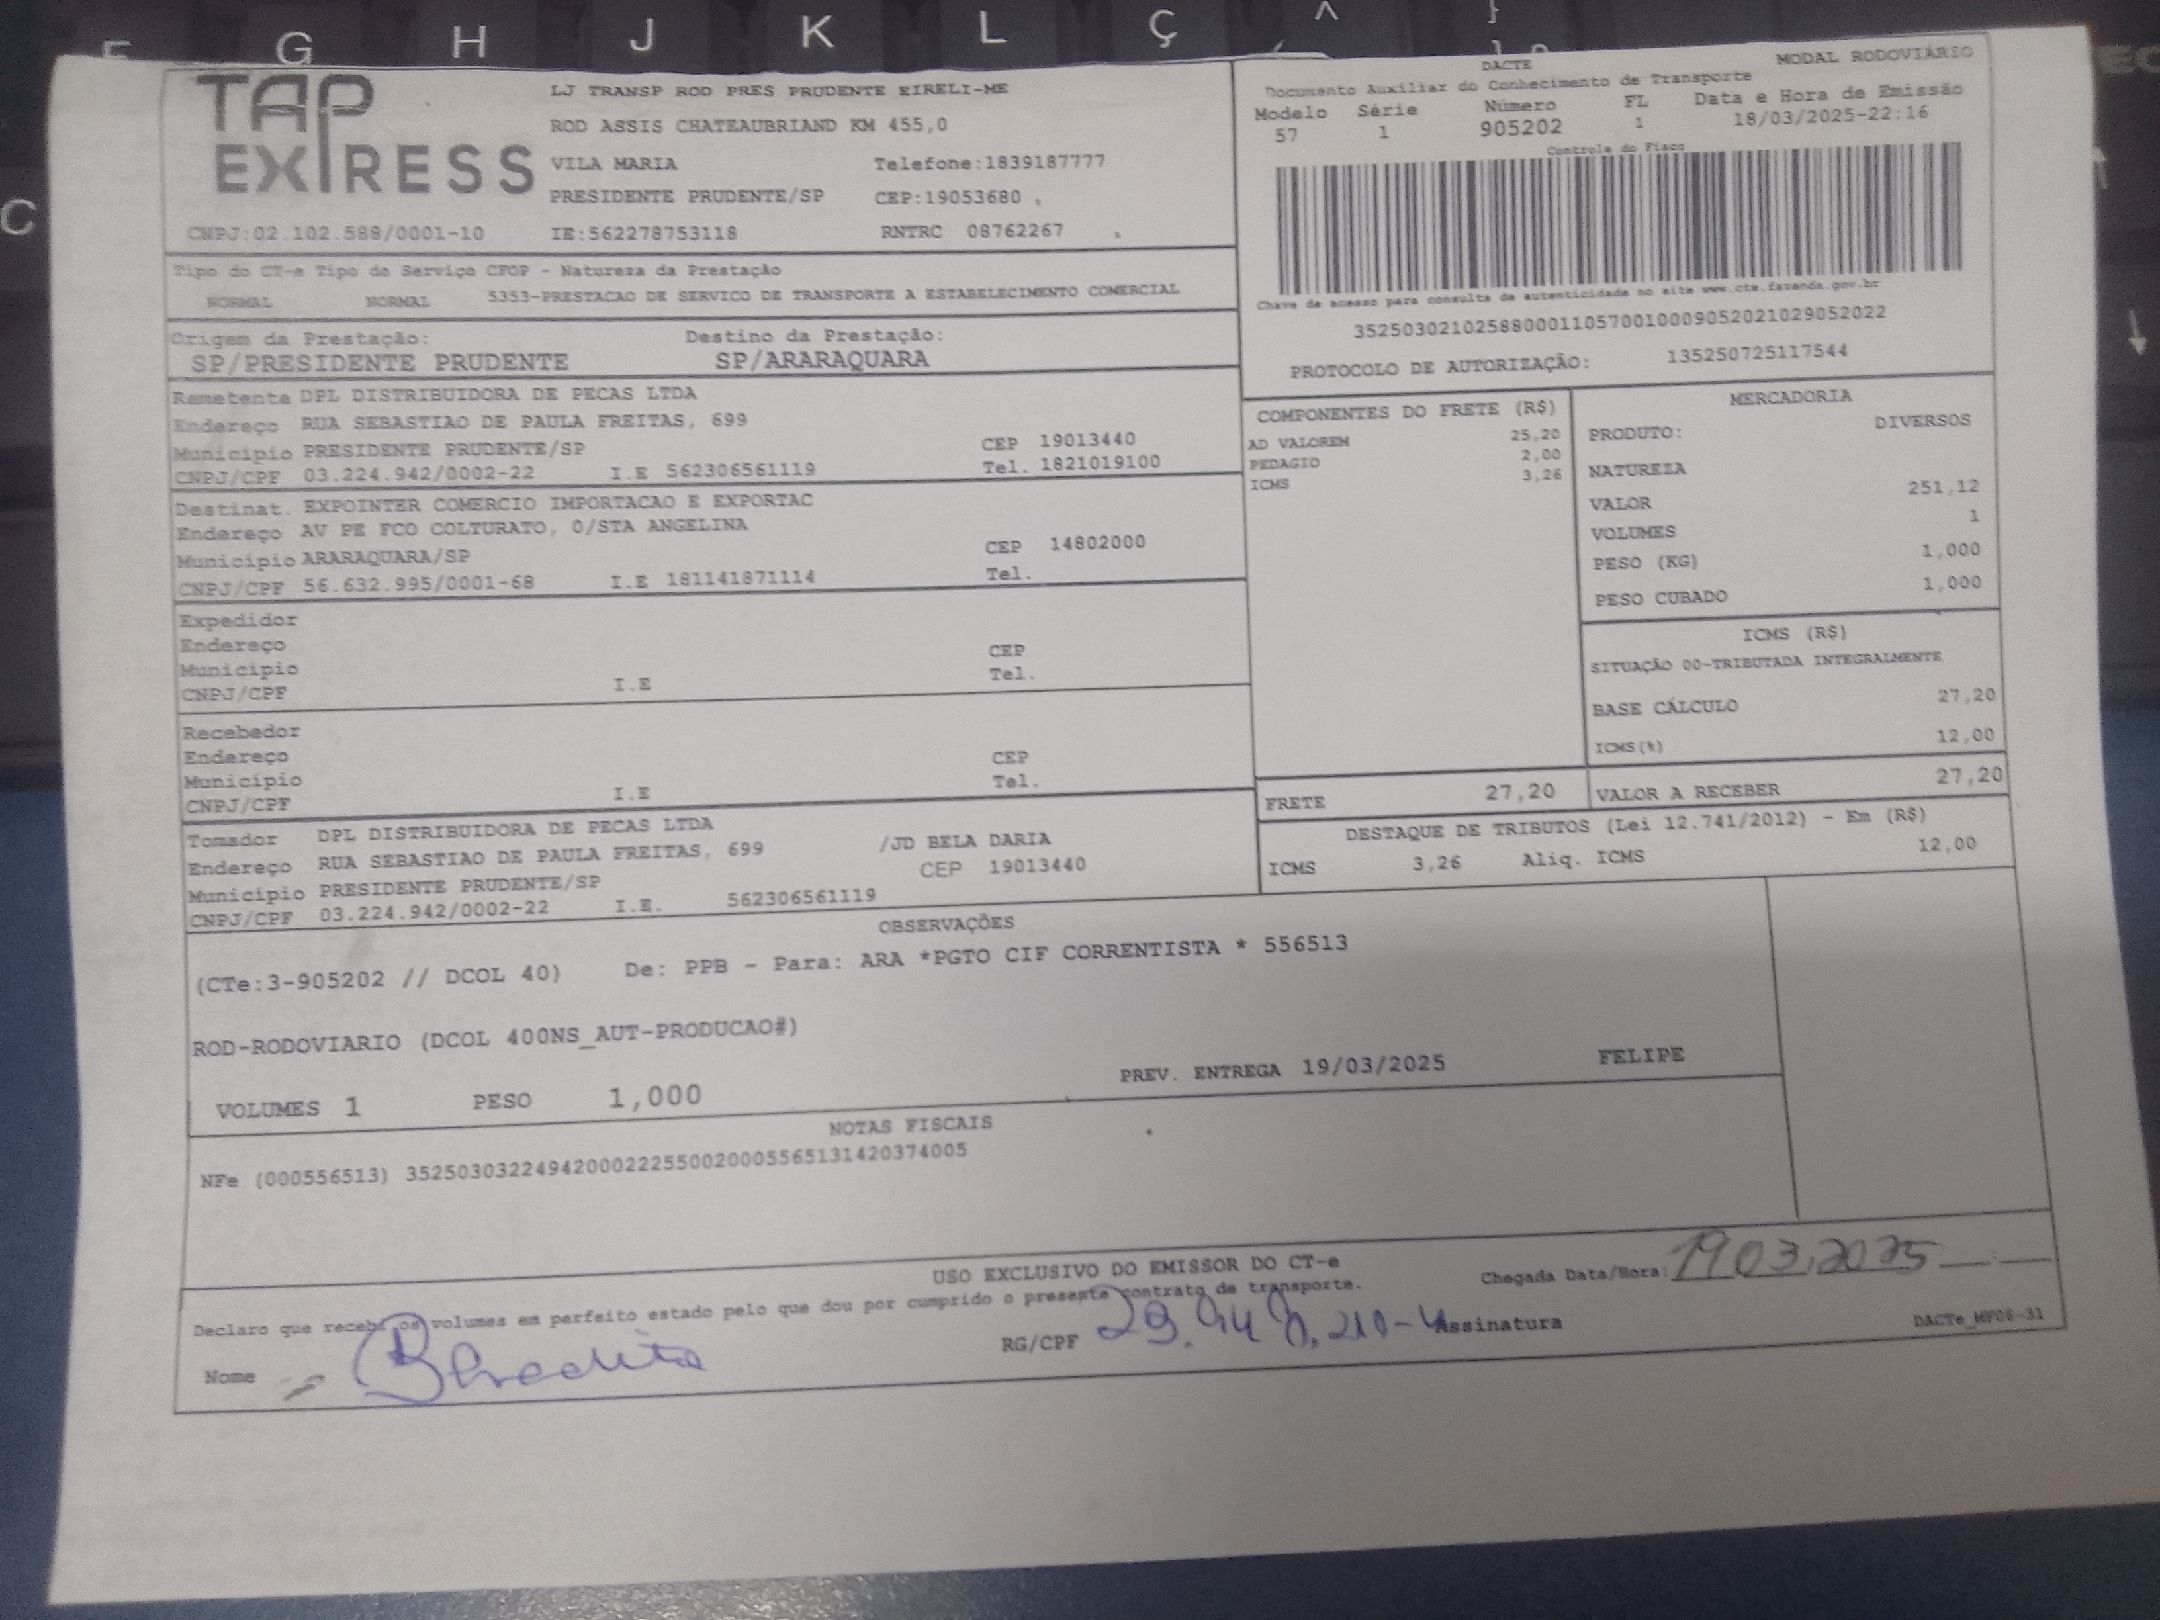 G H J K L Ç ^ }
C
TAP EXPRESS
CNPJ:02.102.588/0001-10
LJ TRANSP ROD PRES PRUDENTE EIRELI-ME
ROD ASSIS CHATEAUBRIAND KM 455,0
VILA MARIA Telefone:1839187777
PRESIDENTE PRUDENTE/SP CEP:19053680
IE:562278753118 RNTRC 08762267
DACTE MODAL RODOVIÁRIO
Documento Auxiliar do Conhecimento de Transporte
Modelo Série Número FL Data e Hora de Emissão
57 1 905202 1 18/03/2025-22:16
Controle do Fisco
Chave de acesso para consulta de autenticidade no site www.cte.fazenda.gov.br
35250302102588000110570010009052021029052022
PROTOCOLO DE AUTORIZAÇÃO: 135250725117544
Tipo do CT-e Tipo do Serviço CFOP - Natureza da Prestação
NORMAL NORMAL 5353-PRESTACAO DE SERVICO DE TRANSPORTE A ESTABELECIMENTO COMERCIAL
Origem da Prestação: Destino da Prestação:
SP/PRESIDENTE PRUDENTE SP/ARARAQUARA
Remetente DPL DISTRIBUIDORA DE PECAS LTDA
Endereço RUA SEBASTIAO DE PAULA FREITAS, 699
Município PRESIDENTE PRUDENTE/SP CEP 19013440
CNPJ/CPF 03.224.942/0002-22 I.E 562306561119 Tel. 1821019100
Destinat. EXPOINTER COMERCIO IMPORTACAO E EXPORTAC
Endereço AV PE FCO COLTURATO, 0/STA ANGELINA
Município ARARAQUARA/SP CEP 14802000
CNPJ/CPF 56.632.995/0001-68 I.E 181141871114 Tel.
Expedidor
Endereço
Município CEP
CNPJ/CPF I.E Tel.
Recebedor
Endereço
Município CEP
CNPJ/CPF I.E Tel.
Tomador DPL DISTRIBUIDORA DE PECAS LTDA
Endereço RUA SEBASTIAO DE PAULA FREITAS, 699 /JD BELA DARIA
Município PRESIDENTE PRUDENTE/SP CEP 19013440
CNPJ/CPF 03.224.942/0002-22 I.E. 562306561119
COMPONENTES DO FRETE (R$)
AD VALOREM 25,20
PEDAGIO 2,00
ICMS 3,26
MERCADORIA
PRODUTO: DIVERSOS
NATUREZA
VALOR 251,12
VOLUMES 1
PESO (KG) 1,000
PESO CUBADO 1,000
ICMS (R$)
SITUAÇÃO 00-TRIBUTADA INTEGRALMENTE
BASE CÁLCULO 27,20
ICMS(%) 12,00
FRETE 27,20 VALOR A RECEBER 27,20
DESTAQUE DE TRIBUTOS (Lei 12.741/2012) - Em (R$)
ICMS 3,26 Aliq. ICMS 12,00
OBSERVAÇÕES
(CTe:3-905202 // DCOL 40) De: PPB - Para: ARA *PGTO CIF CORRENTISTA * 556513
ROD-RODOVIARIO (DCOL 400NS_AUT-PRODUCAO#)
VOLUMES 1 PESO 1,000 PREV. ENTREGA 19/03/2025 FELIPE
NOTAS FISCAIS
NFe (000556513) 35250303224942000222550020005565131420374005
USO EXCLUSIVO DO EMISSOR DO CT-e
Declaro que recebi os volumes em perfeito estado pelo que dou por cumprido o presente contrato de transporte. Chegada Data/Hora: 19 03 2025
Nome RG/CPF Assinatura DACTe_MF06-31